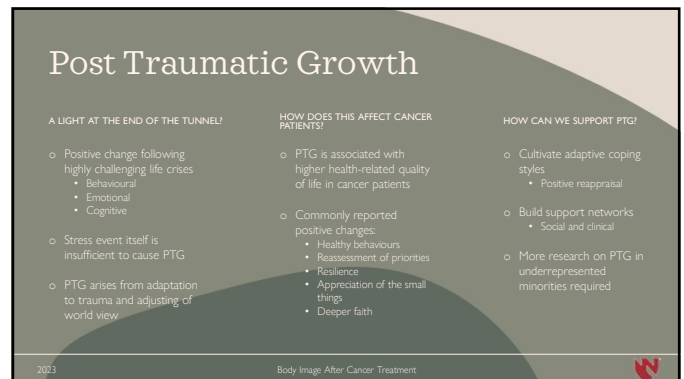 Post Traumatic Growth
A LIGHT AT THE END OF THE TUNNEL?
o Positive change following
highly challenging life crises
• Behavioural
• Emotional
• Cognitive
o Stress event itself is
insufficient to cause PTG
o PTG arises from adaptation
to trauma and adjusting of
world view
HOW DOES THIS AFFECT CANCER
PATIENTS?
o PTG is associated with
higher health-related quality
of life in cancer patients
o Commonly reported
positive changes:
• Healthy behaviours
• Reassessment of priorities
• Resilience
• Appreciation of the small
things
• Deeper faith
HOW CAN WE SUPPORT PTG?
o Cultivate adaptive coping
styles
• Positive reappraisal
o Build support networks
• Social and clinical
o More research on PTG in
underrepresented
minorities required
2023
Body Image After Cancer Treatment
N